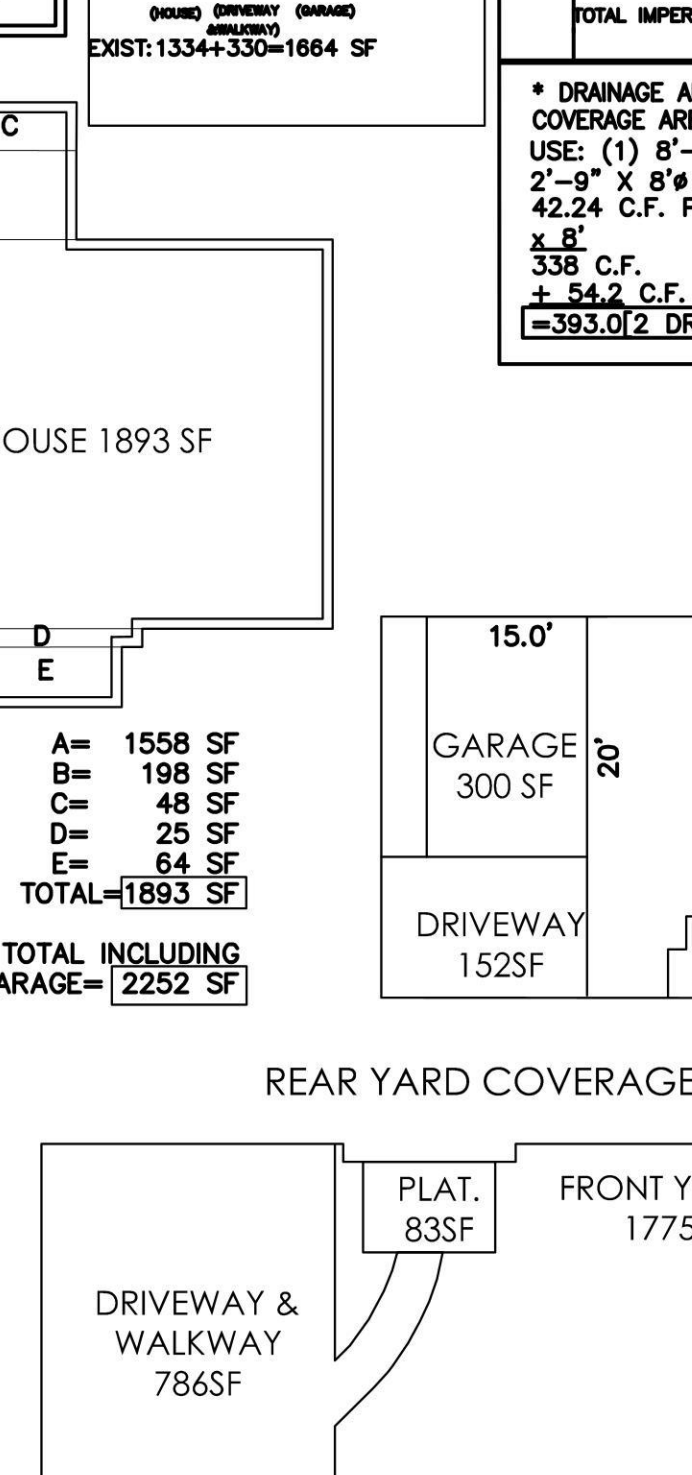 (HOUSE) (DRIVEWAY (GARAGE)
&WALKWAY)
EXIST: 1334+330=1664 SF
TOTAL IMPER
* DRAINAGE A
COVERAGE ARE
USE: (1) 8'-
2'-9" X 8'ø
42.24 C.F. P
x 8'
338 C.F.
+ 54.2 C.F.
=393.0[2 DR
C
OUSE 1893 SF
D
E
A= 1558 SF
B= 198 SF
C= 48 SF
D= 25 SF
E= 64 SF
TOTAL=1893 SF
TOTAL INCLUDING
ARAGE= 2252 SF
15.0'
GARAGE
300 SF
20'
DRIVEWAY
152SF
REAR YARD COVERAGE
PLAT.
83SF
FRONT Y
1775
DRIVEWAY &
WALKWAY
786SF